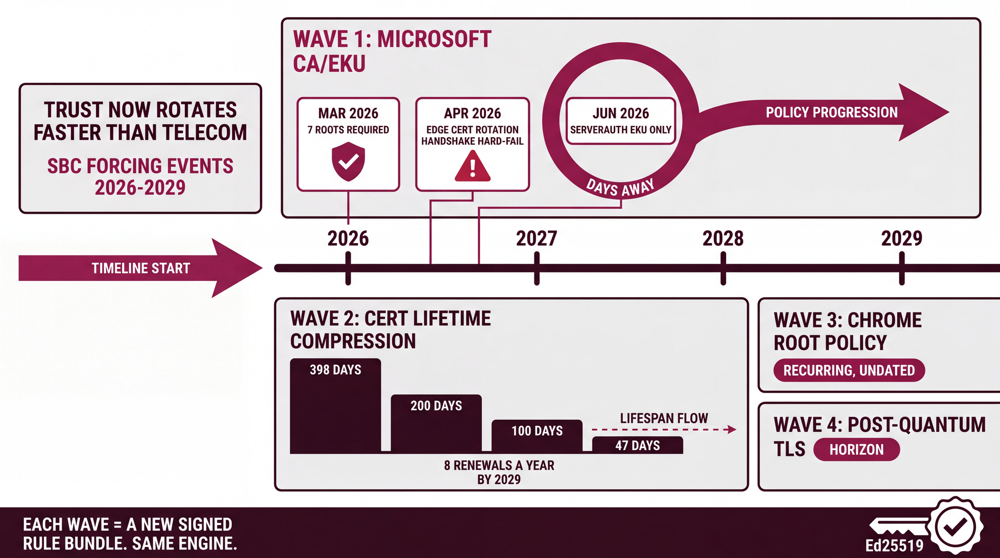 TRUST NOW ROTATES
FASTER THAN TELECOM
SBC FORCING EVENTS
2026-2029
WAVE 1: MICROSOFT
CA/EKU
MAR 2026
7 ROOTS REQUIRED
APR 2026
EDGE CERT ROTATION
HANDSHAKE HARD-FAIL
JUN 2026
SERVERAUTH EKU ONLY
DAYS AWAY
POLICY PROGRESSION
TIMELINE START
2026
2027
2028
2029
WAVE 2: CERT LIFETIME
COMPRESSION
398 DAYS
200 DAYS
100 DAYS
47 DAYS
LIFESPAN FLOW
8 RENEWALS A YEAR
BY 2029
WAVE 3: CHROME
ROOT POLICY
RECURRING, UNDATED
WAVE 4: POST-QUANTUM
TLS HORIZON
EACH WAVE = A NEW SIGNED
RULE BUNDLE. SAME ENGINE.
Ed25519